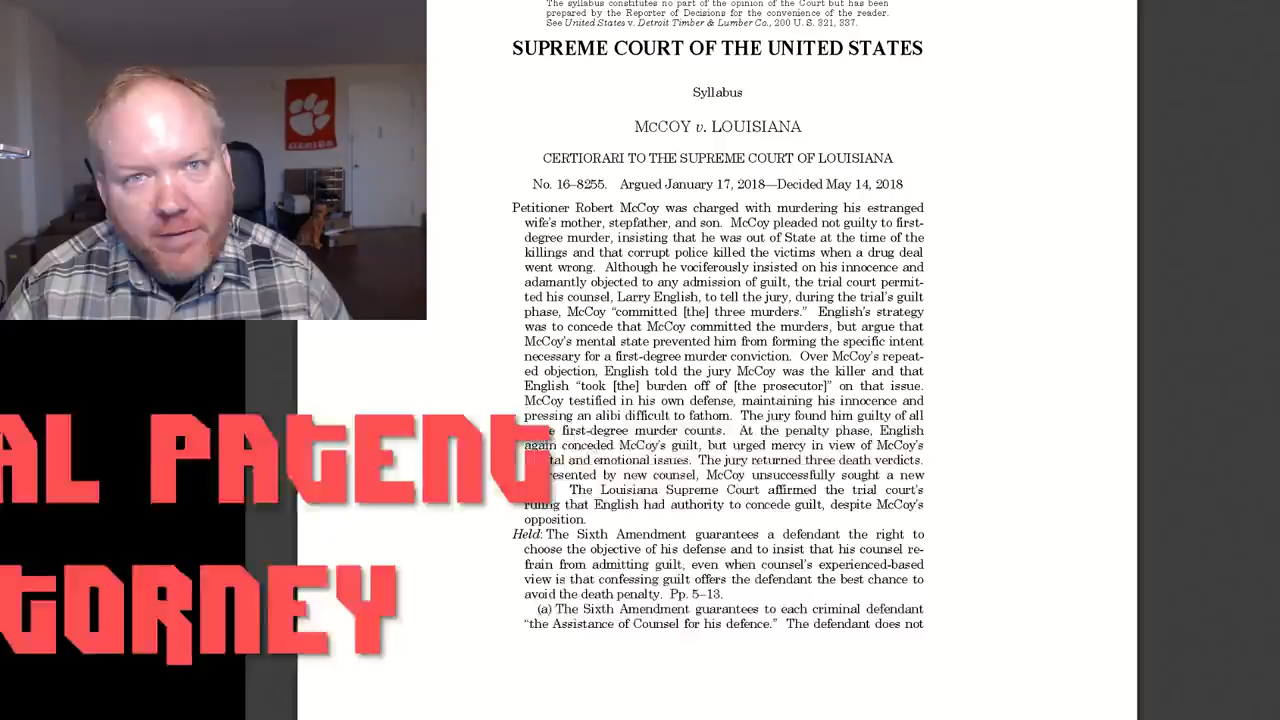 The syllabus constitutes no part of the opinion of the Court but has been
prepared by the Reporter of Decisions for the convenience of the reader.
See United States v. Detroit Timber & Lumber Co., 200 U. S. 321, 337.
SUPREME COURT OF THE UNITED STATES
Syllabus
MCCOY v. LOUISIANA
CERTIORARI TO THE SUPREME COURT OF LOUISIANA
No. 16–8255. Argued January 17, 2018—Decided May 14, 2018
Petitioner Robert McCoy was charged with murdering his estranged
wife's mother, stepfather, and son. McCoy pleaded not guilty to first-
degree murder, insisting that he was out of State at the time of the
killings and that corrupt police killed the victims when a drug deal
went wrong. Although he vociferously insisted on his innocence and
adamantly objected to any admission of guilt, the trial court permit-
ted his counsel, Larry English, to tell the jury, during the trial's guilt
phase, McCoy “committed [the] three murders.” English's strategy
was to concede that McCoy committed the murders, but argue that
McCoy's mental state prevented him from forming the specific intent
necessary for a first-degree murder conviction. Over McCoy's repeat-
ed objection, English told the jury McCoy was the killer and that
English “took [the] burden off of [the prosecutor]” on that issue.
McCoy testified in his own defense, maintaining his innocence and
pressing an alibi difficult to fathom. The jury found him guilty of all
first-degree murder counts. At the penalty phase, English
again conceded McCoy's guilt, but urged mercy in view of McCoy's
and emotional issues. The jury returned three death verdicts.
by new counsel, McCoy unsuccessfully sought a new
The Louisiana Supreme Court affirmed the trial court's
ruling that English had authority to concede guilt, despite McCoy's
opposition.
Held: The Sixth Amendment guarantees a defendant the right to
choose the objective of his defense and to insist that his counsel re-
frain from admitting guilt, even when counsel's experienced-based
view is that confessing guilt offers the defendant the best chance to
avoid the death penalty. Pp. 5–13.
(a) The Sixth Amendment guarantees to each criminal defendant
“the Assistance of Counsel for his defence.” The defendant does not
AL PATENT
TORNEY
CLEMSON